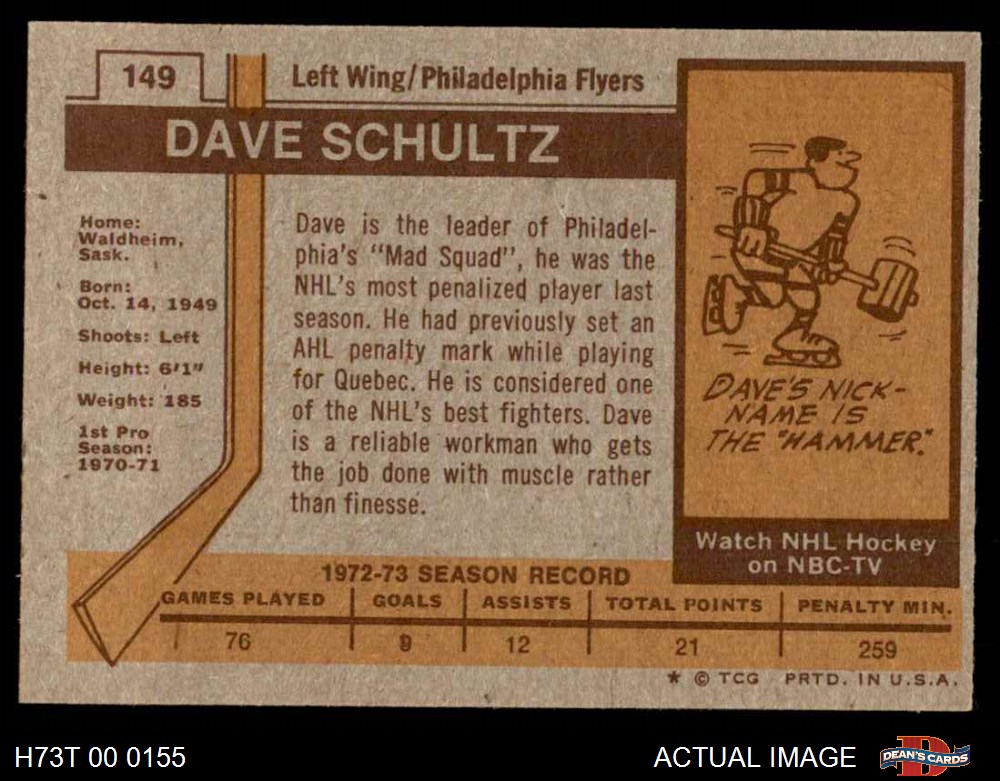 149
Left Wing/Philadelphia Flyers
DAVE SCHULTZ
Home:
Waldheim,
Sask.
Born:
Oct. 14, 1949
Shoots: Left
Height: 6'1"
Weight: 185
1st Pro
Season:
1970-71
Dave is the leader of Philadel-
phia's "Mad Squad", he was the
NHL's most penalized player last
season. He had previously set an
AHL penalty mark while playing
for Quebec. He is considered one
of the NHL's best fighters. Dave
is a reliable workman who gets
the job done with muscle rather
than finesse.
DAVE'S NICK-
NAME IS
THE "HAMMER."
Watch NHL Hockey
on NBC-TV
1972-73 SEASON RECORD
GAMES PLAYED GOALS ASSISTS TOTAL POINTS PENALTY MIN.
76 9 12 21 259
* © TCG PRTD. IN U.S.A.
H73T 00 0155
ACTUAL IMAGE
DEAN'S CARDS